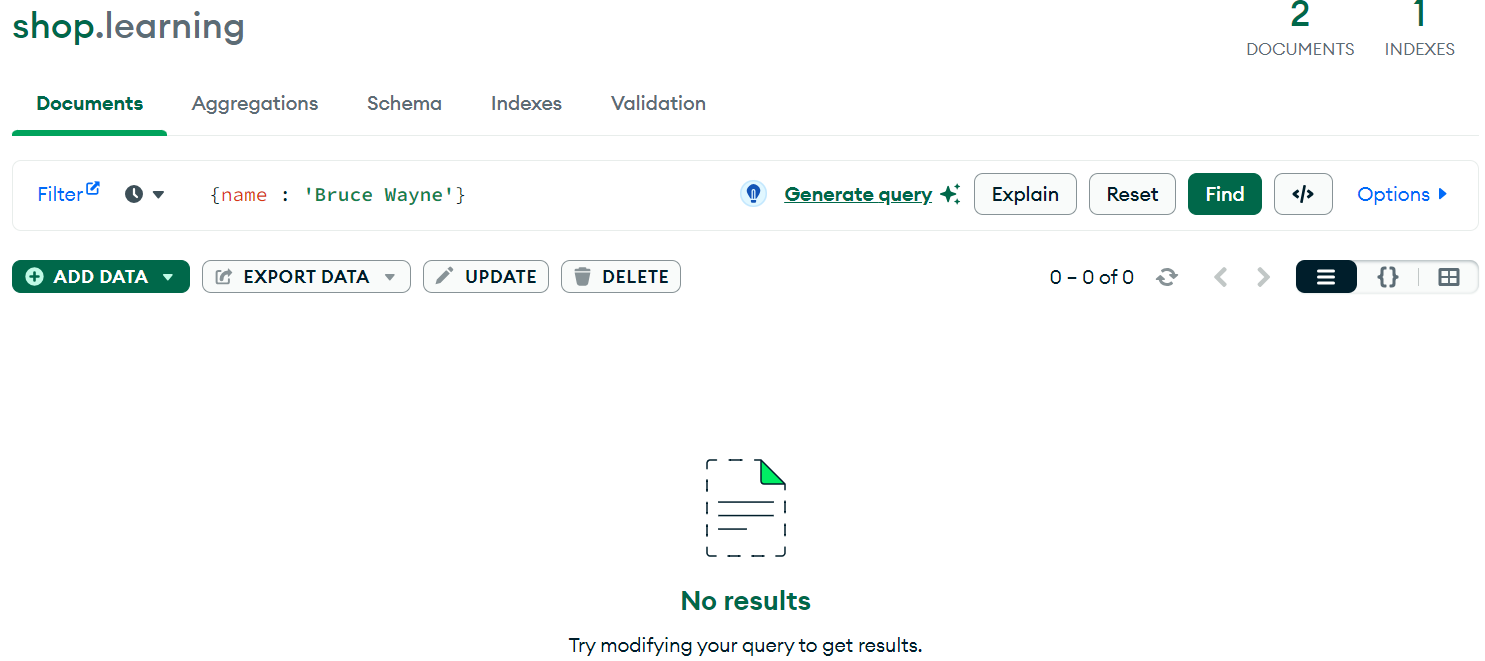 shop.learning
2 1
DOCUMENTS INDEXES
Documents Aggregations Schema Indexes Validation
Filter {name : 'Bruce Wayne'} Generate query Explain Reset Find </> Options
ADD DATA EXPORT DATA UPDATE DELETE 0 – 0 of 0 {}
No results
Try modifying your query to get results.